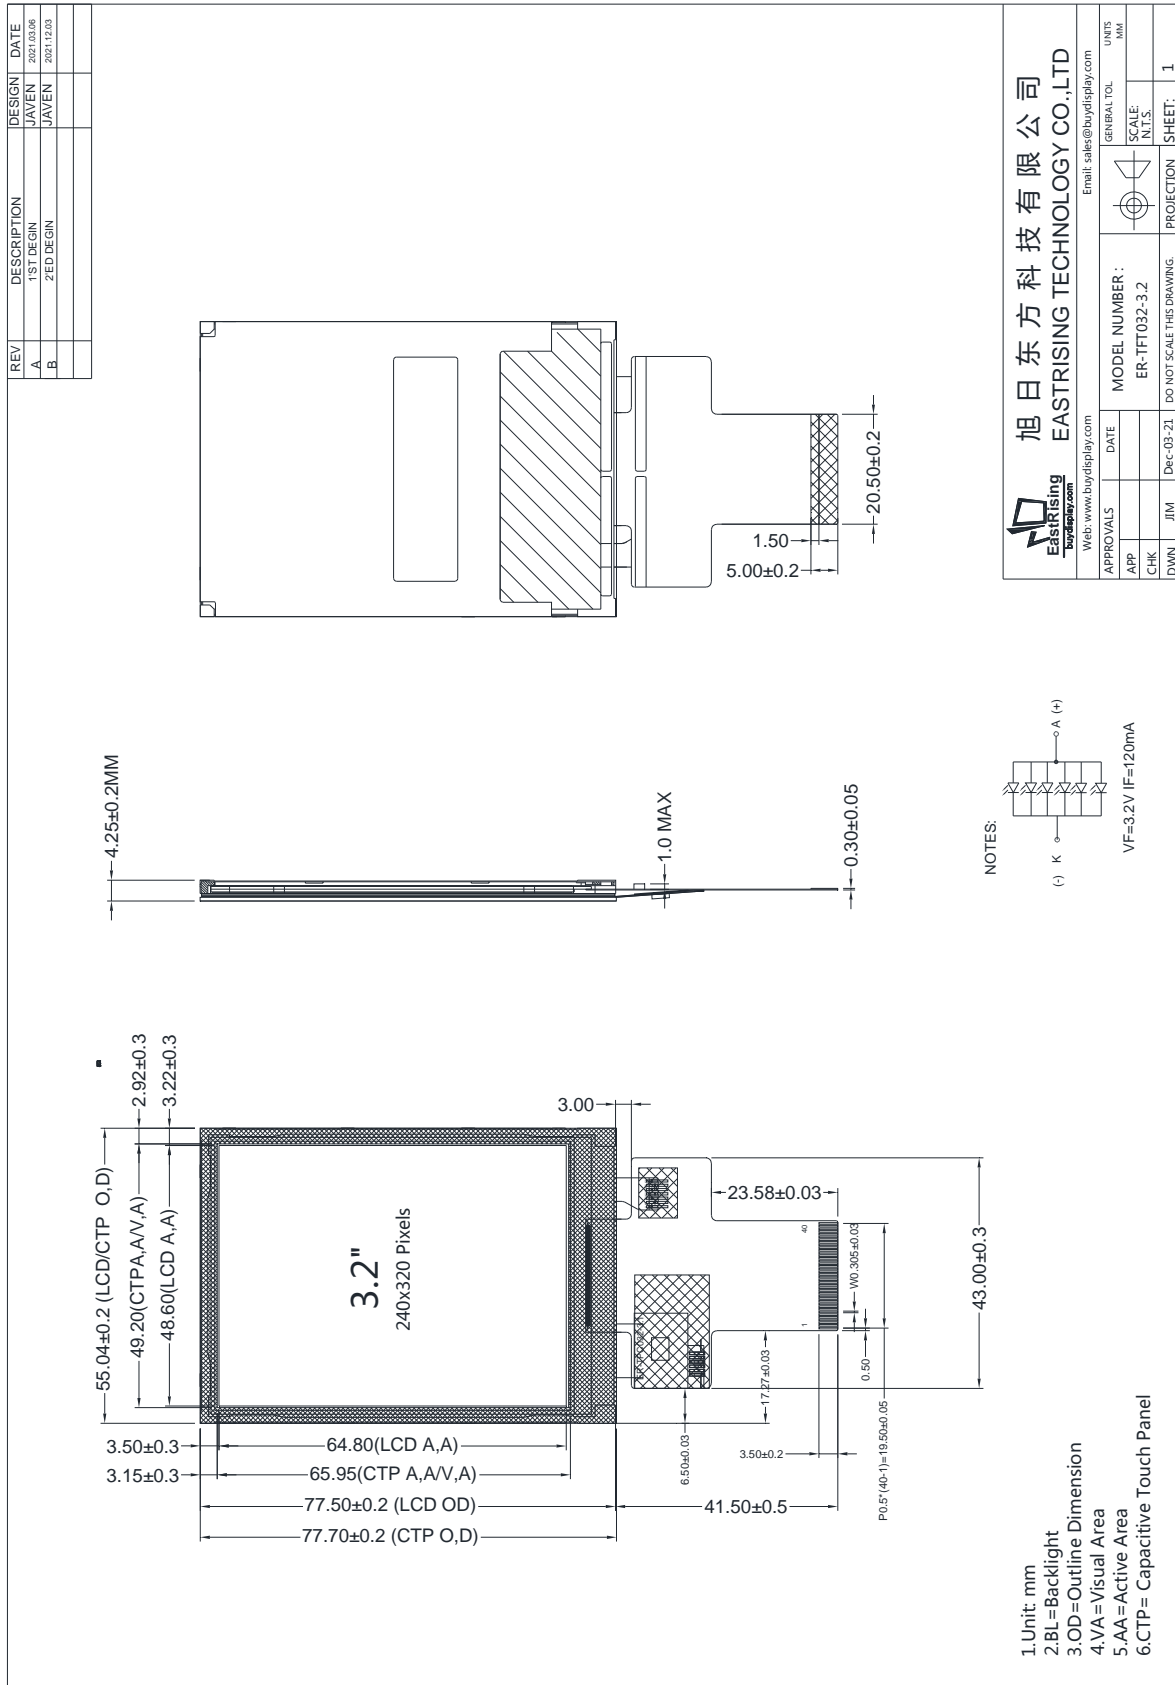 REV DESCRIPTION DESIGN DATE
A 1'ST DEGIN JAVEN 2021.03.06
B 2'ED DEGIN JAVEN 2021.12.03
55.04±0.2 (LCD/CTP O,D)
49.20(CTPA,A/V,A)
48.60(LCD A,A)
2.92±0.3
3.22±0.3
3.50±0.3
3.15±0.3
64.80(LCD A,A)
65.95(CTP A,A/V,A)
77.50±0.2 (LCD OD)
77.70±0.2 (CTP O,D)
3.2"
240x320 Pixels
3.00
23.58±0.03
43.00±0.3
40
1
W0.305±0.03
0.50
17.27±0.03
6.50±0.03
3.50±0.2
P0.5*(40-1)=19.50±0.05
41.50±0.5
4.25±0.2MM
1.0 MAX
0.30±0.05
1.50
5.00±0.2
20.50±0.2
1.Unit: mm
2.BL=Backlight
3.OD=Outline Dimension
4.VA=Visual Area
5.AA=Active Area
6.CTP= Capacitive Touch Panel
NOTES:
(-) K
A (+)
VF=3.2V IF=120mA
EastRising
buydisplay.com
旭日东方科技有限公司
EASTRISING TECHNOLOGY CO.,LTD
Web: www.buydisplay.com Email: sales@buydisplay.com
APPROVALS DATE
APP
CHK
DWN JIM Dec-03-21
MODEL NUMBER :
ER-TFT032-3.2
DO NOT SCALE THIS DRAWING.
PROJECTION
GENERAL TOL
UNITS
MM
SCALE:
N.T.S.
SHEET: 1